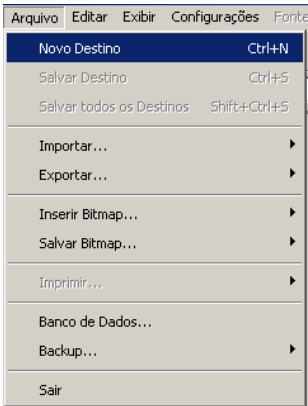 Arquivo Editar Exibir Configurações Fonte
Novo Destino Ctrl+N
Salvar Destino Ctrl+S
Salvar todos os Destinos Shift+Ctrl+S
Importar...
Exportar...
Inserir Bitmap...
Salvar Bitmap...
Imprimir...
Banco de Dados...
Backup...
Sair